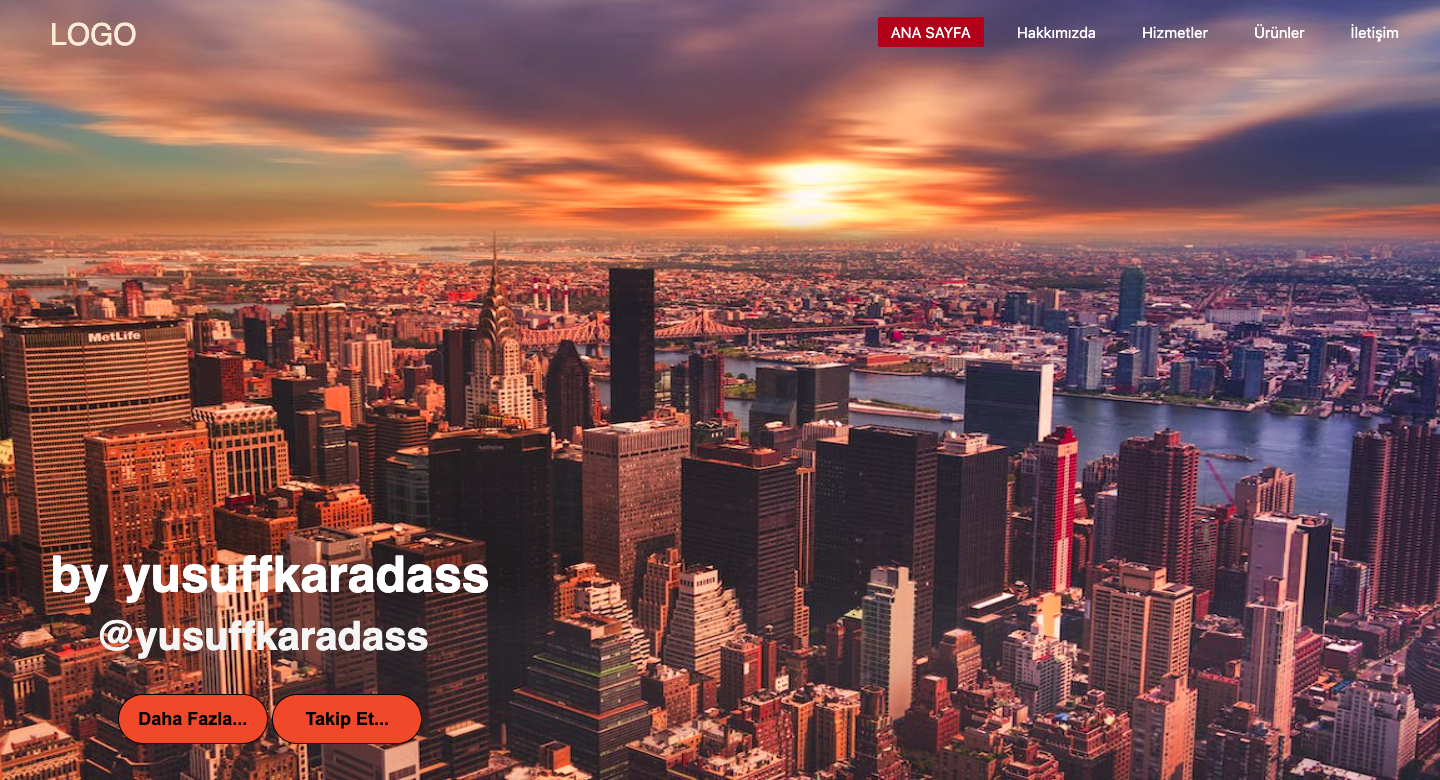 LOGO
ANA SAYFA Hakkımızda Hizmetler Ürünler İletişim
MetLife
by yusuffkaradass
@yusuffkaradass
Daha Fazla... Takip Et...